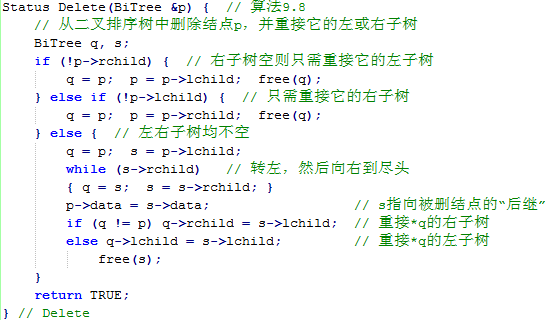 Status Delete(BiTree &p) {  // 算法9.8
    // 从二叉排序树中删除结点p，并重接它的左或右子树
    BiTree q, s;
    if (!p->rchild) {  // 右子树空则只需重接它的左子树
        q = p;  p = p->lchild;  free(q);
    } else if (!p->lchild) {  // 只需重接它的右子树
        q = p;  p = p->rchild;  free(q);
    } else {  // 左右子树均不空
        q = p;  s = p->lchild;
        while (s->rchild)   // 转左，然后向右到尽头
        { q = s;  s = s->rchild; }
        p->data = s->data;                  // s指向被删结点的“后继”
        if (q != p) q->rchild = s->lchild;  // 重接*q的右子树
        else q->lchild = s->lchild;         // 重接*q的左子树
            free(s);
    }
    return TRUE;
} // Delete